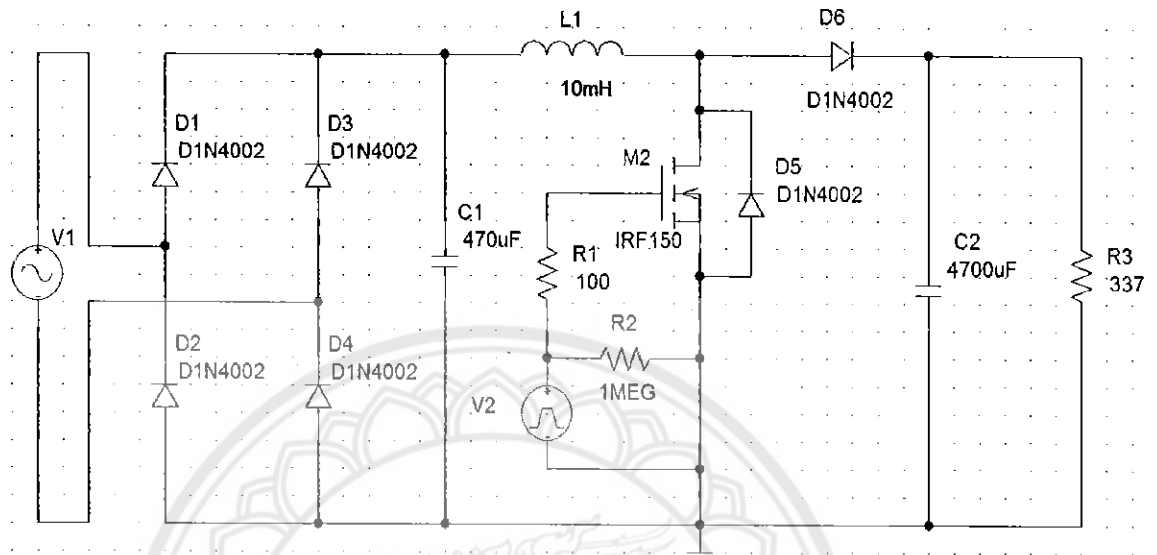 L1
10mH
D6
D1N4002
D1
D1N4002
D3
D1N4002
M2
IRF150
D5
D1N4002
V1
C1
470uF
R1
100
C2
4700uF
R3
337
D2
D1N4002
D4
D1N4002
R2
1MEG
V2